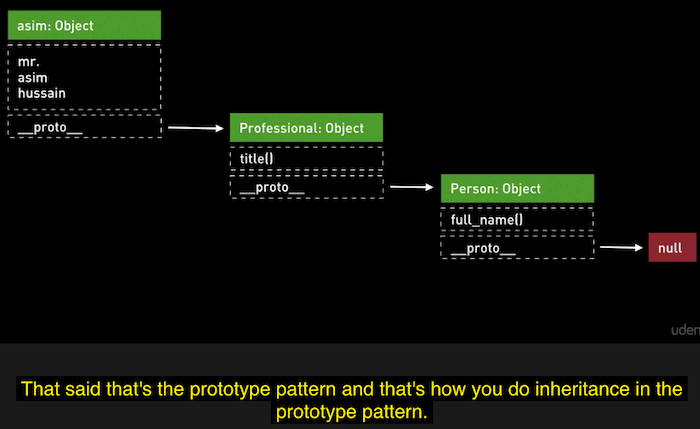 asim: Object
mr.
asim
hussain
__proto__
Professional: Object
title()
__proto__
Person: Object
full_name()
__proto__
null
uden
That said that's the prototype pattern and that's how you do inheritance in the
prototype pattern.